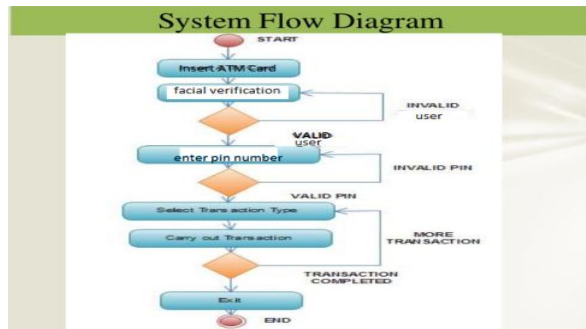 System Flow Diagram
START
Insert ATM Card
facial verification
INVALID
user
VALID
user
enter pin number
INVALID PIN
VALID PIN
Select Transaction Type
MORE
TRANSACTION
Carry out Transaction
TRANSACTION
COMPLETED
Exit
END